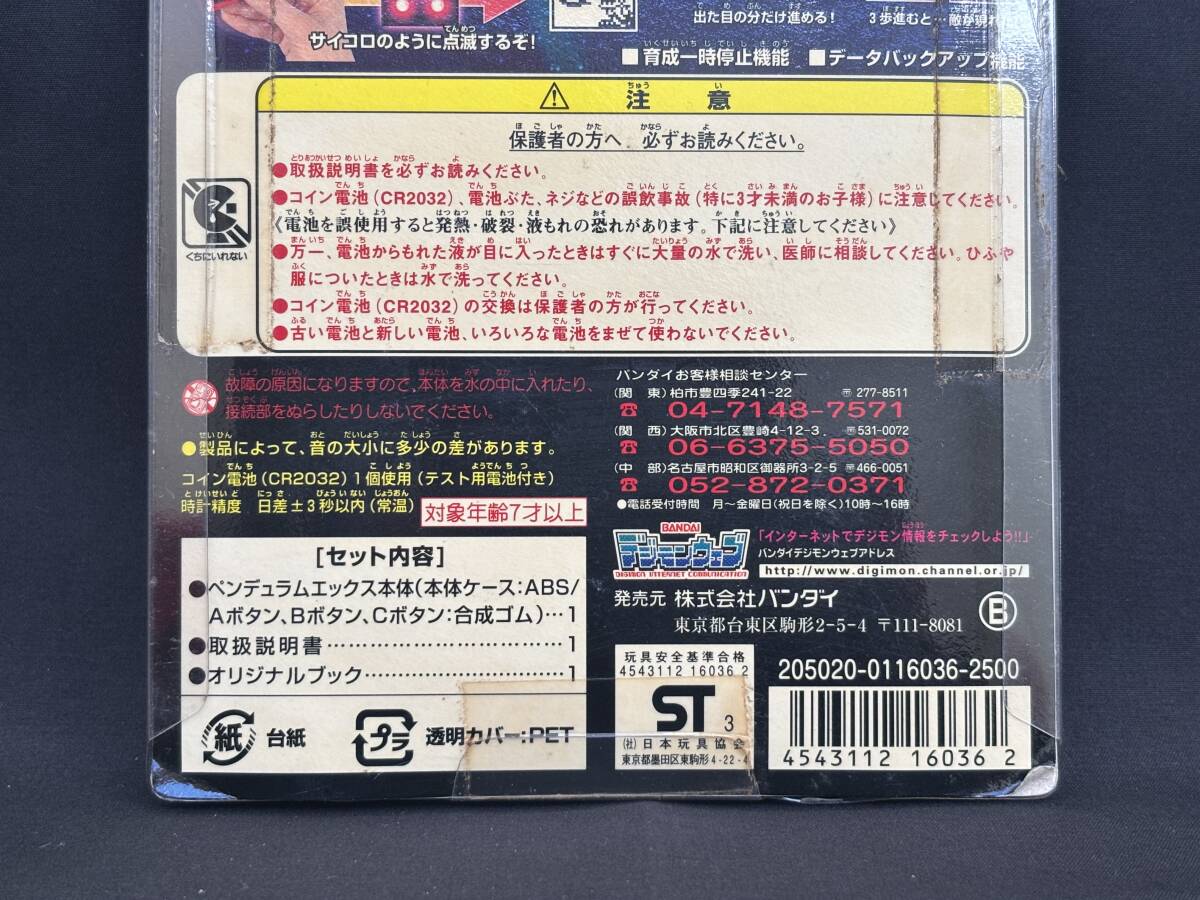 サイコロのように点滅するぞ!
出た目の分だけ進める!
3歩進むと…敵が現れ
■育成一時停止機能 ■データバックアップ機能
注意
保護者の方へ 必ずお読みください。
●取扱説明書を必ずお読みください。
●コイン電池(CR2032)、電池ぶた、ネジなどの誤飲事故(特に3才未満のお子様)に注意してください。
《電池を誤使用すると発熱・破裂・液もれの恐れがあります。下記に注意してください》
●万一、電池からもれた液が目に入ったときはすぐに大量の水で洗い、医師に相談してください。ひふや
服についたときは水で洗ってください。
●コイン電池(CR2032)の交換は保護者の方が行ってください。
●古い電池と新しい電池、いろいろな電池をまぜて使わないでください。
くちにいれない
故障の原因になりますので、本体を水の中に入れたり、
接続部をぬらしたりしないでください。
●製品によって、音の大小に多少の差があります。
コイン電池(CR2032)1個使用(テスト用電池付き)
時計精度 日差±3秒以内(常温)
対象年齢7才以上
バンダイお客様相談センター
(関 東)柏市豊四季241-22 〒277-8511
☎ 04-7148-7571
(関 西)大阪市北区豊崎4-12-3 〒531-0072
☎ 06-6375-5050
(中 部)名古屋市昭和区御器所3-2-5 〒466-0051
☎ 052-872-0371
●電話受付時間 月〜金曜日(祝日を除く)10時〜16時
BANDAI
デジモンウェブ
DIGIMON INTERNET COMMUNICATION
「インターネットでデジモン情報をチェックしよう!!」
バンダイデジモンウェブアドレス
http://www.digimon.channel.or.jp/
発売元 株式会社バンダイ
東京都台東区駒形2-5-4 〒111-8081
B
[セット内容]
●ペンデュラムエックス本体(本体ケース:ABS/
Aボタン、Bボタン、Cボタン:合成ゴム)…1
●取扱説明書……………………………1
●オリジナルブック………………………1
紙 台紙
プラ 透明カバー:PET
玩具安全基準合格
4543112 16036 2
ST 3
(社)日本玩具協会
東京都墨田区東駒形4-22-4
205020-0116036-2500
4543112 16036 2